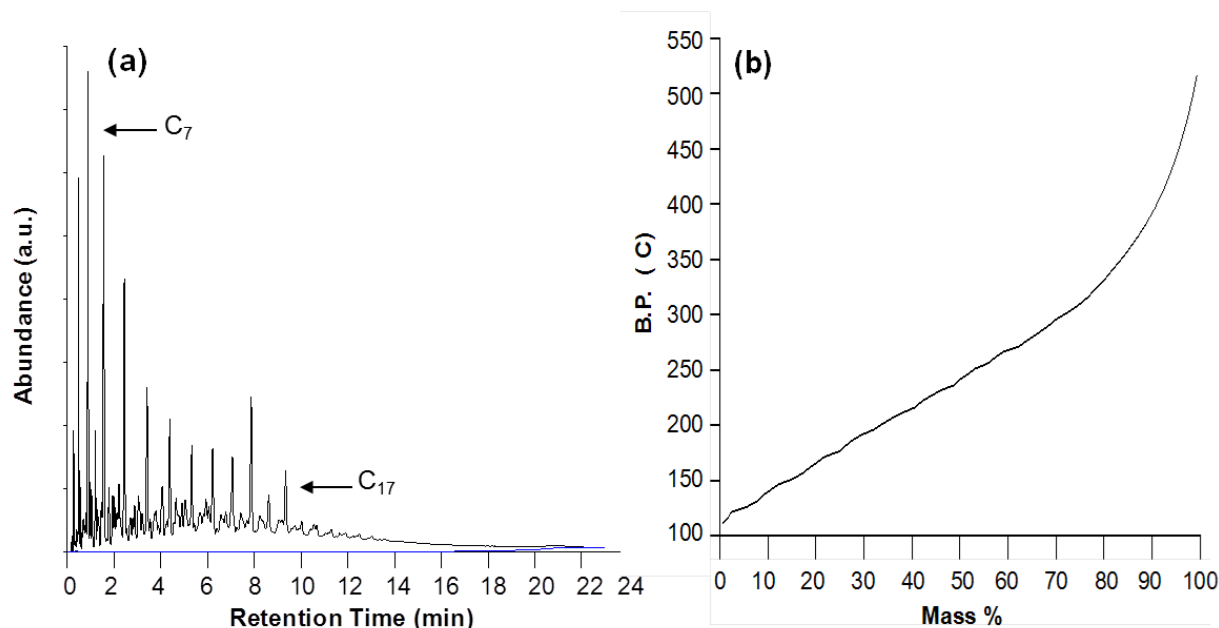 (a)
C7
C17
Abundance (a.u.)
0 2 4 6 8 10 12 14 16 18 20 22 24
Retention Time (min)
(b)
550
500
450
400
350
300
250
200
150
100
B.P. ( C)
0 10 20 30 40 50 60 70 80 90 100
Mass %